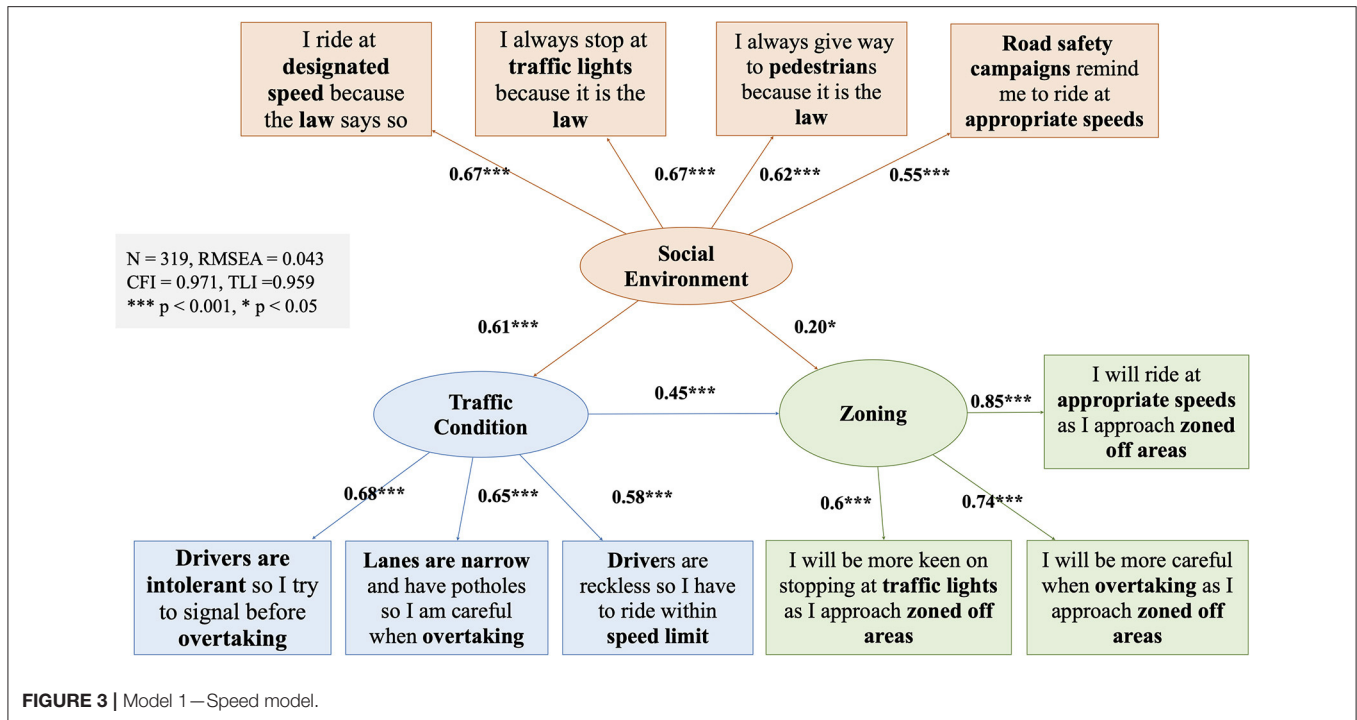 I ride at
designated
speed because
the law says so
I always stop at
traffic lights
because it is the
law
I always give way
to pedestrians
because it is the
law
Road safety
campaigns remind
me to ride at
appropriate speeds
0.67***
0.67***
0.62***
0.55***
Social
Environment
N = 319, RMSEA = 0.043
CFI = 0.971, TLI =0.959
*** p < 0.001, * p < 0.05
0.61***
0.20*
Traffic
Condition
0.45***
Zoning
0.85***
I will ride at
appropriate speeds
as I approach zoned
off areas
0.68***
0.65***
0.58***
0.6***
0.74***
Drivers are
intolerant so I try
to signal before
overtaking
Lanes are narrow
and have potholes
so I am careful
when overtaking
Drivers are
reckless so I have
to ride within
speed limit
I will be more keen on
stopping at traffic lights
as I approach zoned off
areas
I will be more careful
when overtaking as I
approach zoned off
areas
FIGURE 3 | Model 1—Speed model.